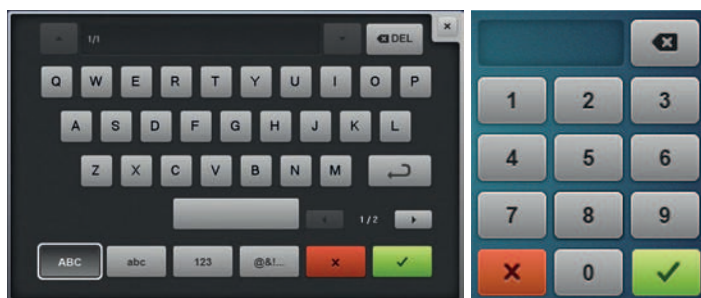 1/1 DEL
Q W E R T Y U I O P
A S D F G H J K L
Z X C V B N M
1/2
ABC abc 123 @&!...
1 2 3
4 5 6
7 8 9
0